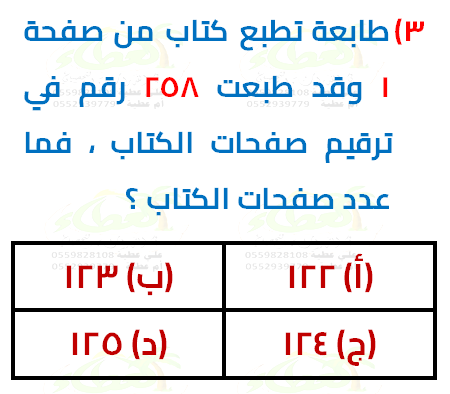 ٣) طابعة تطبع كتاب من صفحة
١ وقد طبعت ٢٥٨ رقم في
ترقيم صفحات الكتاب ، فما
عدد صفحات الكتاب ؟
(أ) ١٢٢ (ب) ١٢٣
(ج) ١٢٤ (د) ١٢٥